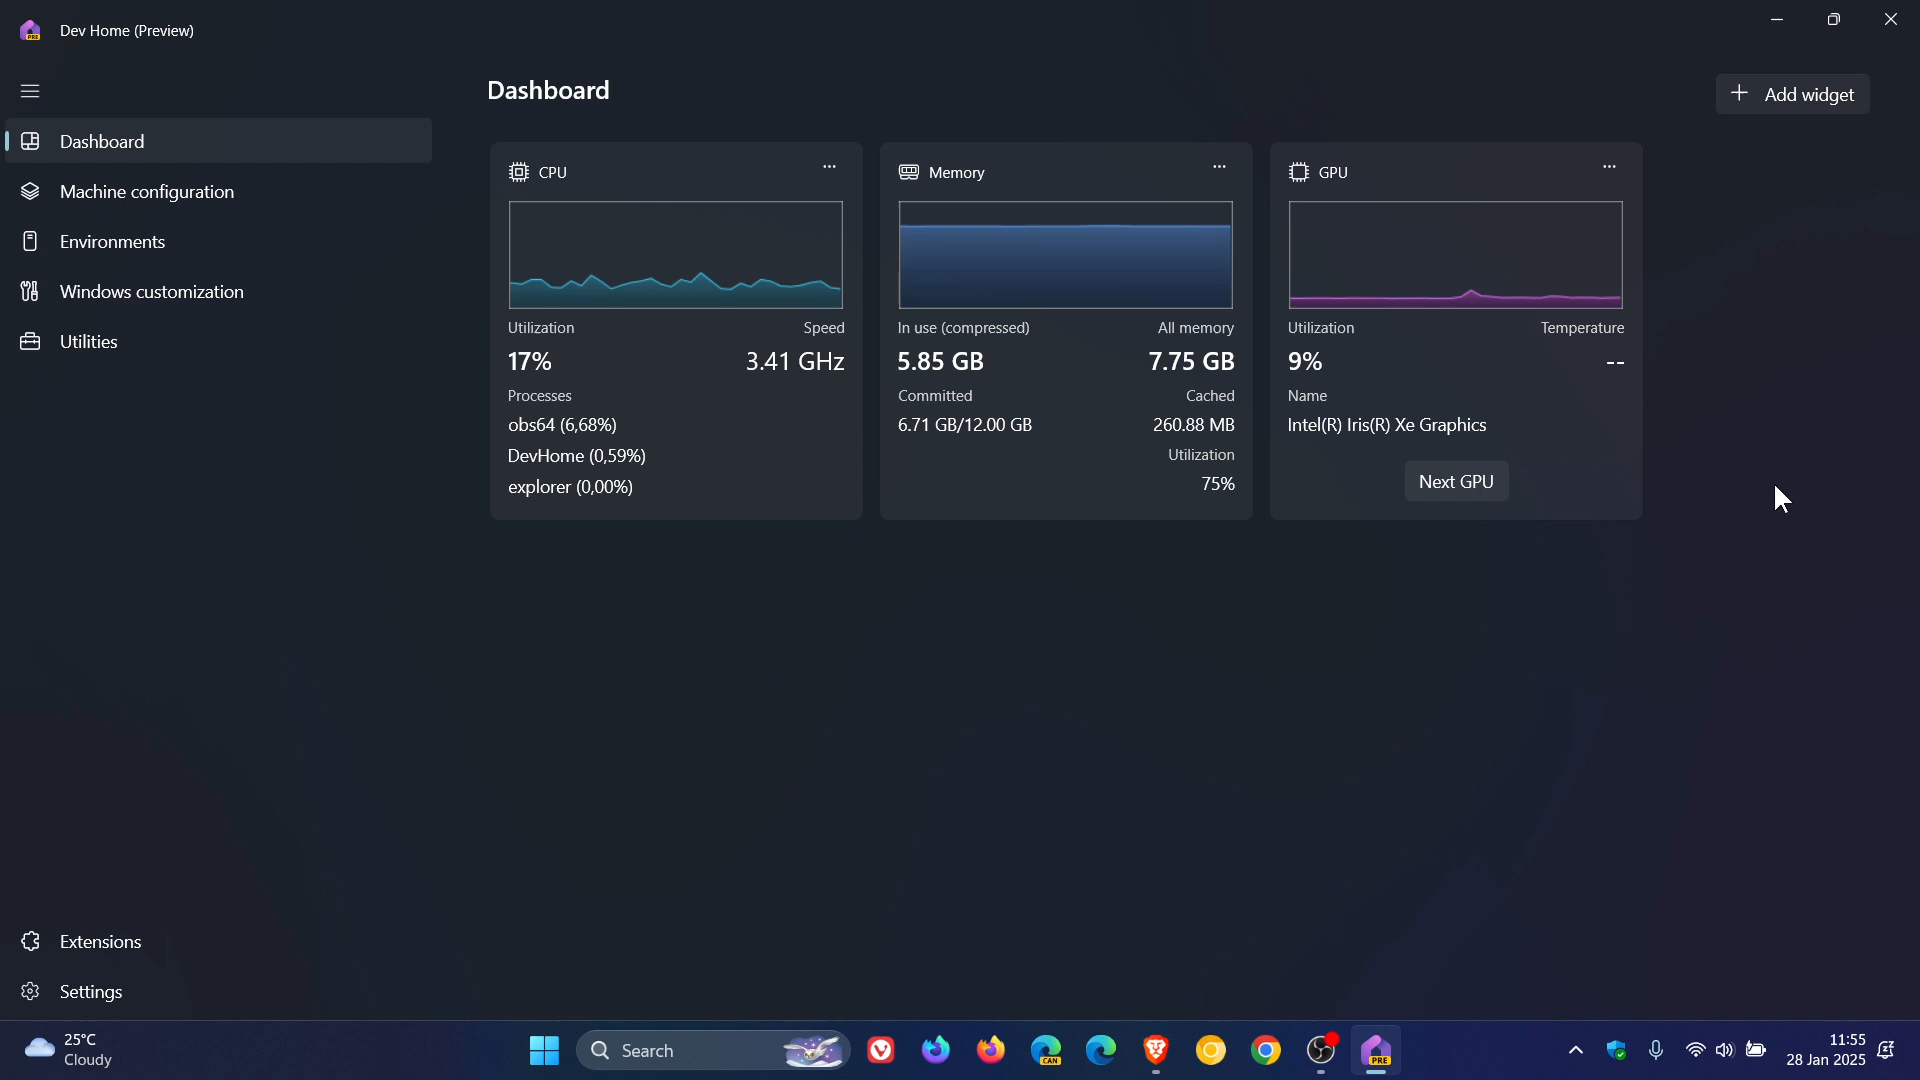 Dev Home (Preview)
Dashboard
Machine configuration
Environments
Windows customization
Utilities
Extensions
Settings
Dashboard
Add widget
CPU
Utilization Speed
17% 3.41 GHz
Processes
obs64 (6,68%)
DevHome (0,59%)
explorer (0,00%)
Memory
In use (compressed) All memory
5.85 GB 7.75 GB
Committed Cached
6.71 GB/12.00 GB 260.88 MB
Utilization
75%
GPU
Utilization Temperature
9% --
Name
Intel(R) Iris(R) Xe Graphics
Next GPU
25°C
Cloudy
Search
CAN
PRE
11:55
28 Jan 2025